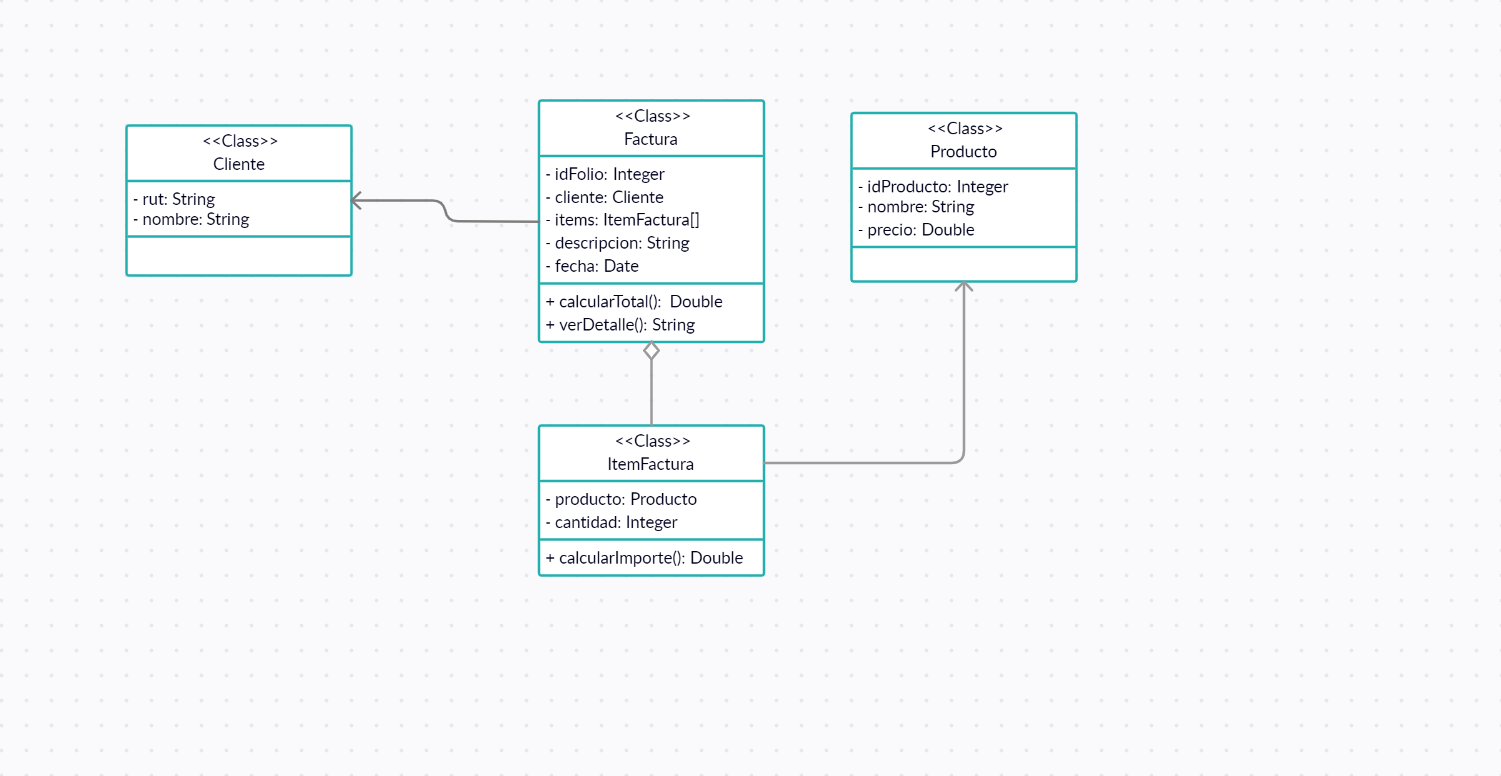 <<Class>>
Cliente
- rut: String
- nombre: String
<<Class>>
Factura
- idFolio: Integer
- cliente: Cliente
- items: ItemFactura[]
- descripcion: String
- fecha: Date
+ calcularTotal():  Double
+ verDetalle(): String
<<Class>>
Producto
- idProducto: Integer
- nombre: String
- precio: Double
<<Class>>
ItemFactura
- producto: Producto
- cantidad: Integer
+ calcularImporte(): Double